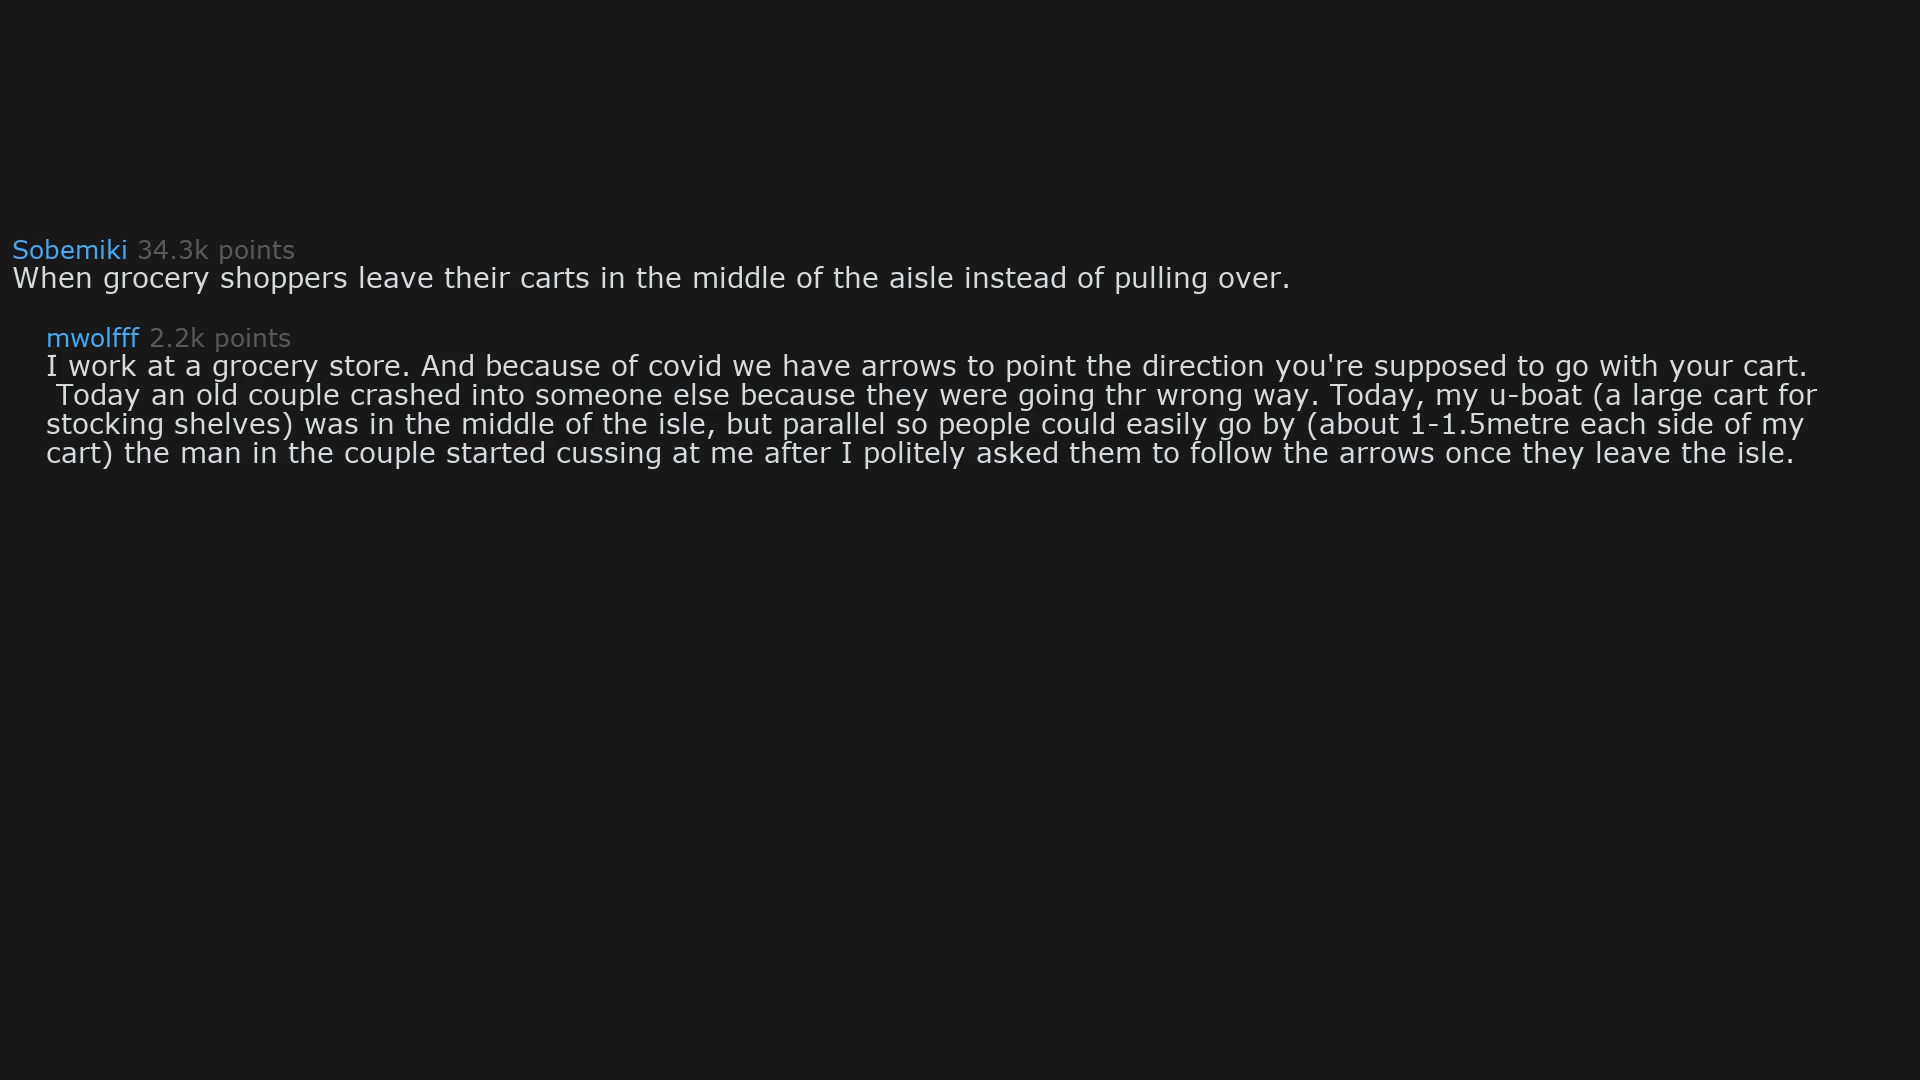 Sobemiki 34.3k points
When grocery shoppers leave their carts in the middle of the aisle instead of pulling over.
mwolfff 2.2k points
I work at a grocery store. And because of covid we have arrows to point the direction you're supposed to go with your cart.
Today an old couple crashed into someone else because they were going thr wrong way. Today, my u-boat (a large cart for
stocking shelves) was in the middle of the isle, but parallel so people could easily go by (about 1-1.5metre each side of my
cart) the man in the couple started cussing at me after I politely asked them to follow the arrows once they leave the isle.